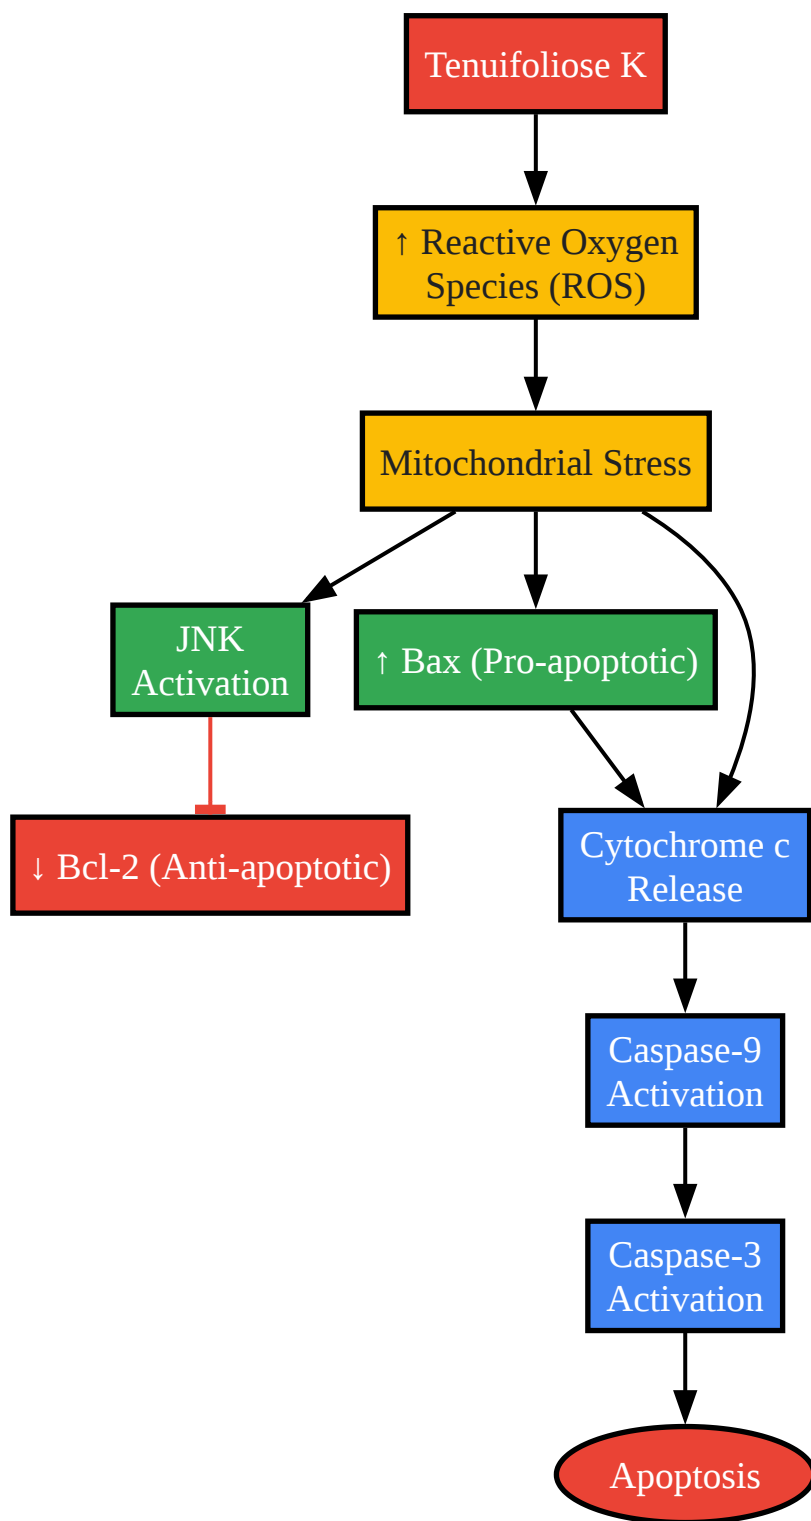 Tenuifoliose K
↑ Reactive Oxygen
Species (ROS)
Mitochondrial Stress
JNK
Activation
↑ Bax (Pro-apoptotic)
↓ Bcl-2 (Anti-apoptotic)
Cytochrome c
Release
Caspase-9
Activation
Caspase-3
Activation
Apoptosis